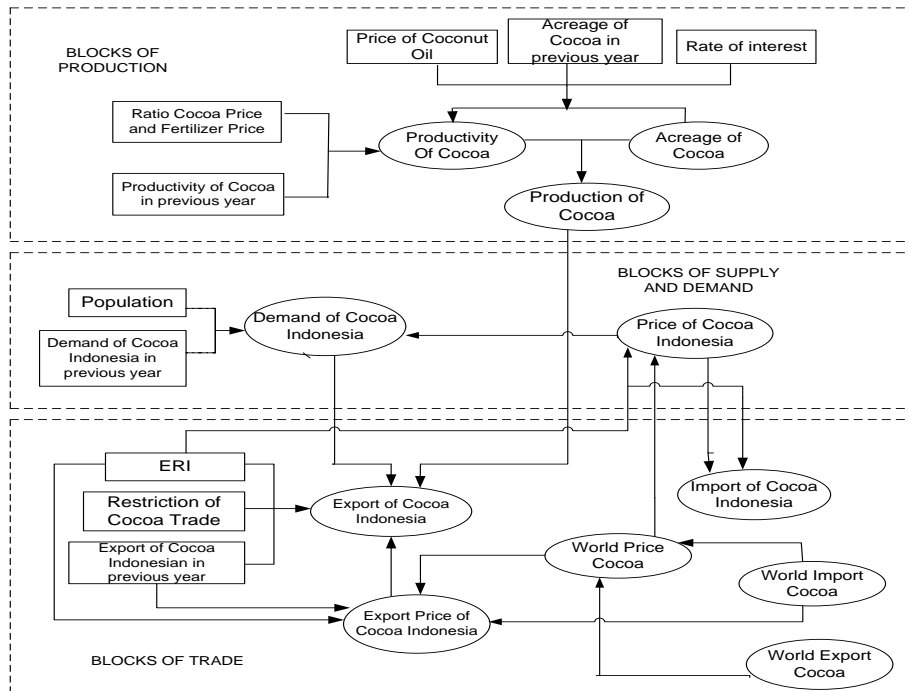 BLOCKS OF
PRODUCTION
Price of Coconut
Oil
Acreage of
Cocoa in
previous year
Rate of interest
Ratio Cocoa Price
and Fertilizer Price
Productivity
Of Cocoa
Acreage of
Cocoa
Productivity of Cocoa
in previous year
Production of
Cocoa
BLOCKS OF SUPPLY
AND DEMAND
Population
Demand of Cocoa
Indonesia
Price of Cocoa
Indonesia
Demand of Cocoa
Indonesia in
previous year
ERI
Restriction of
Cocoa Trade
Export of Cocoa
Indonesia
Import of Cocoa
Indonesia
Export of Cocoa
Indonesian in
previous year
World Price
Cocoa
World Import
Cocoa
Export Price of
Cocoa Indonesia
World Export
Cocoa
BLOCKS OF TRADE